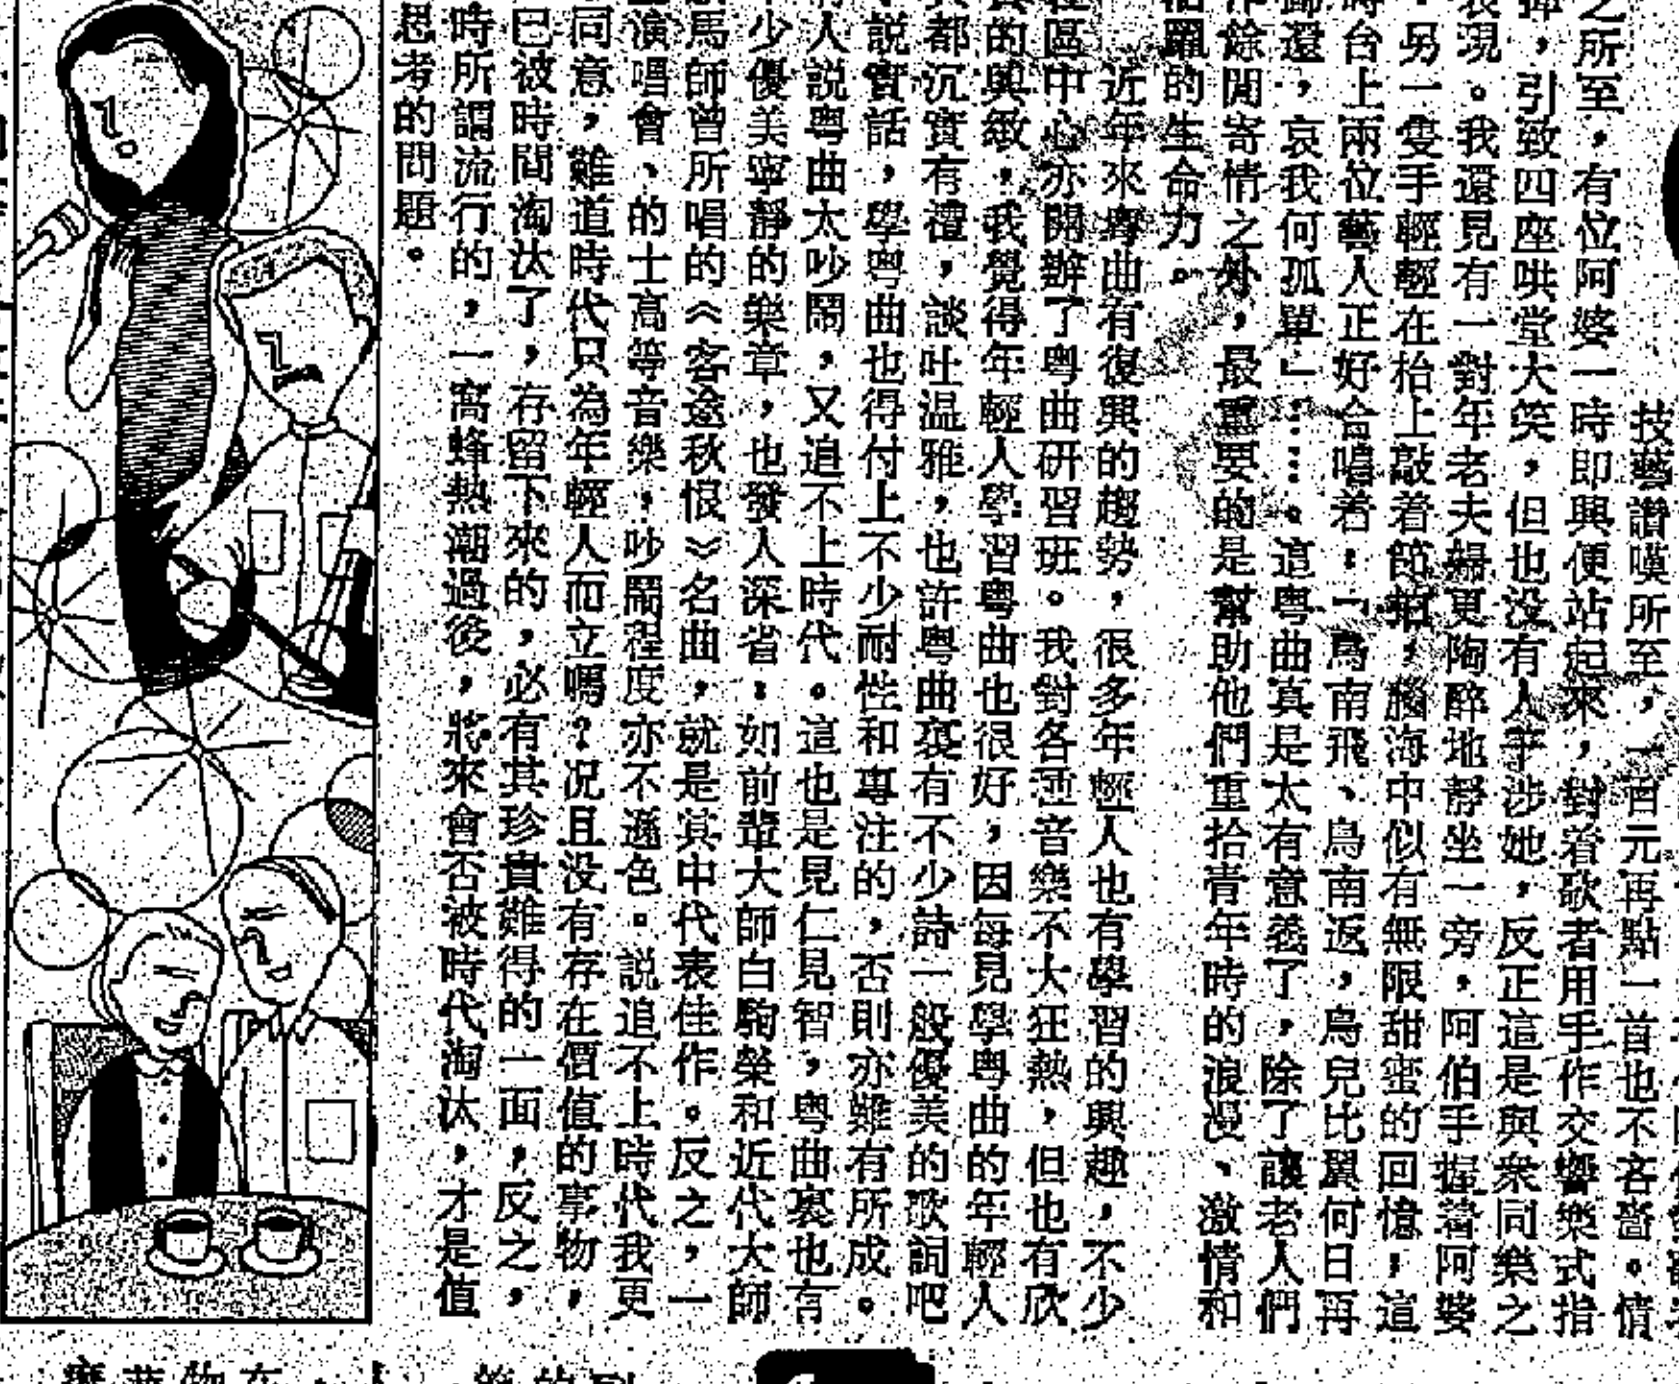 技藝讚嘆所至，一百元再點一首也不吝嗇。情
之所至，有位阿婆一時即興便站起來，對着歌者用手作交響樂式指
揮，引致四座哄堂大笑，但也没有人干涉她，反正這是與衆同樂之
表現。我還見有一對年老夫婦更陶醉地靜坐一旁，阿伯手握着阿婆
，另一隻手輕輕在抬上敲着節拍，腦海中似有無限甜蜜的回憶；這
時台上兩位藝人正好合唱着：「鳥南飛、鳥南返，鳥兒比翼何日再
歸還，哀我何孤單」……。這粤曲真是太有意義了，除了讓老人們
作餘閒寄情之外，最重要的是幫助他們重拾青年時的浪漫、激情和
活躍的生命力。
近年來粤曲有復興的趨勢，很多年輕人也有學習的興趣，不少
社區中心亦開辦了粤曲研習班。我對各種音樂不大狂熱，但也有欣
賞的興緻，我覺得年輕人學習粤曲也很好，因每見學粤曲的年輕人
都沉實有禮，談吐温雅，也許粤曲裏有不少詩一般優美的歌詞吧
說實話，學粤曲也得付上不少耐性和專注的，否則亦難有所成。
人說粤曲太吵鬧，又追不上時代。這也是見仁見智，粤曲裏也有
不少優美寧靜的樂章，也發人深省：如前輩大師白駒榮和近代大師
馬師曾所唱的《客途秋恨》名曲，就是其中代表佳作。反之，一
演唱會、的士高等音樂，吵鬧程度亦不遜色。説追不上時代我更
同意，難道時代只為年輕人而立嗎？况且没有存在價值的事物，
已被時間淘汰了，存留下來的，必有其珍貴難得的一面，反之，
時所謂流行的，一窩蜂熱潮過後，將來會否被時代淘汰，才是值
思考的問題。